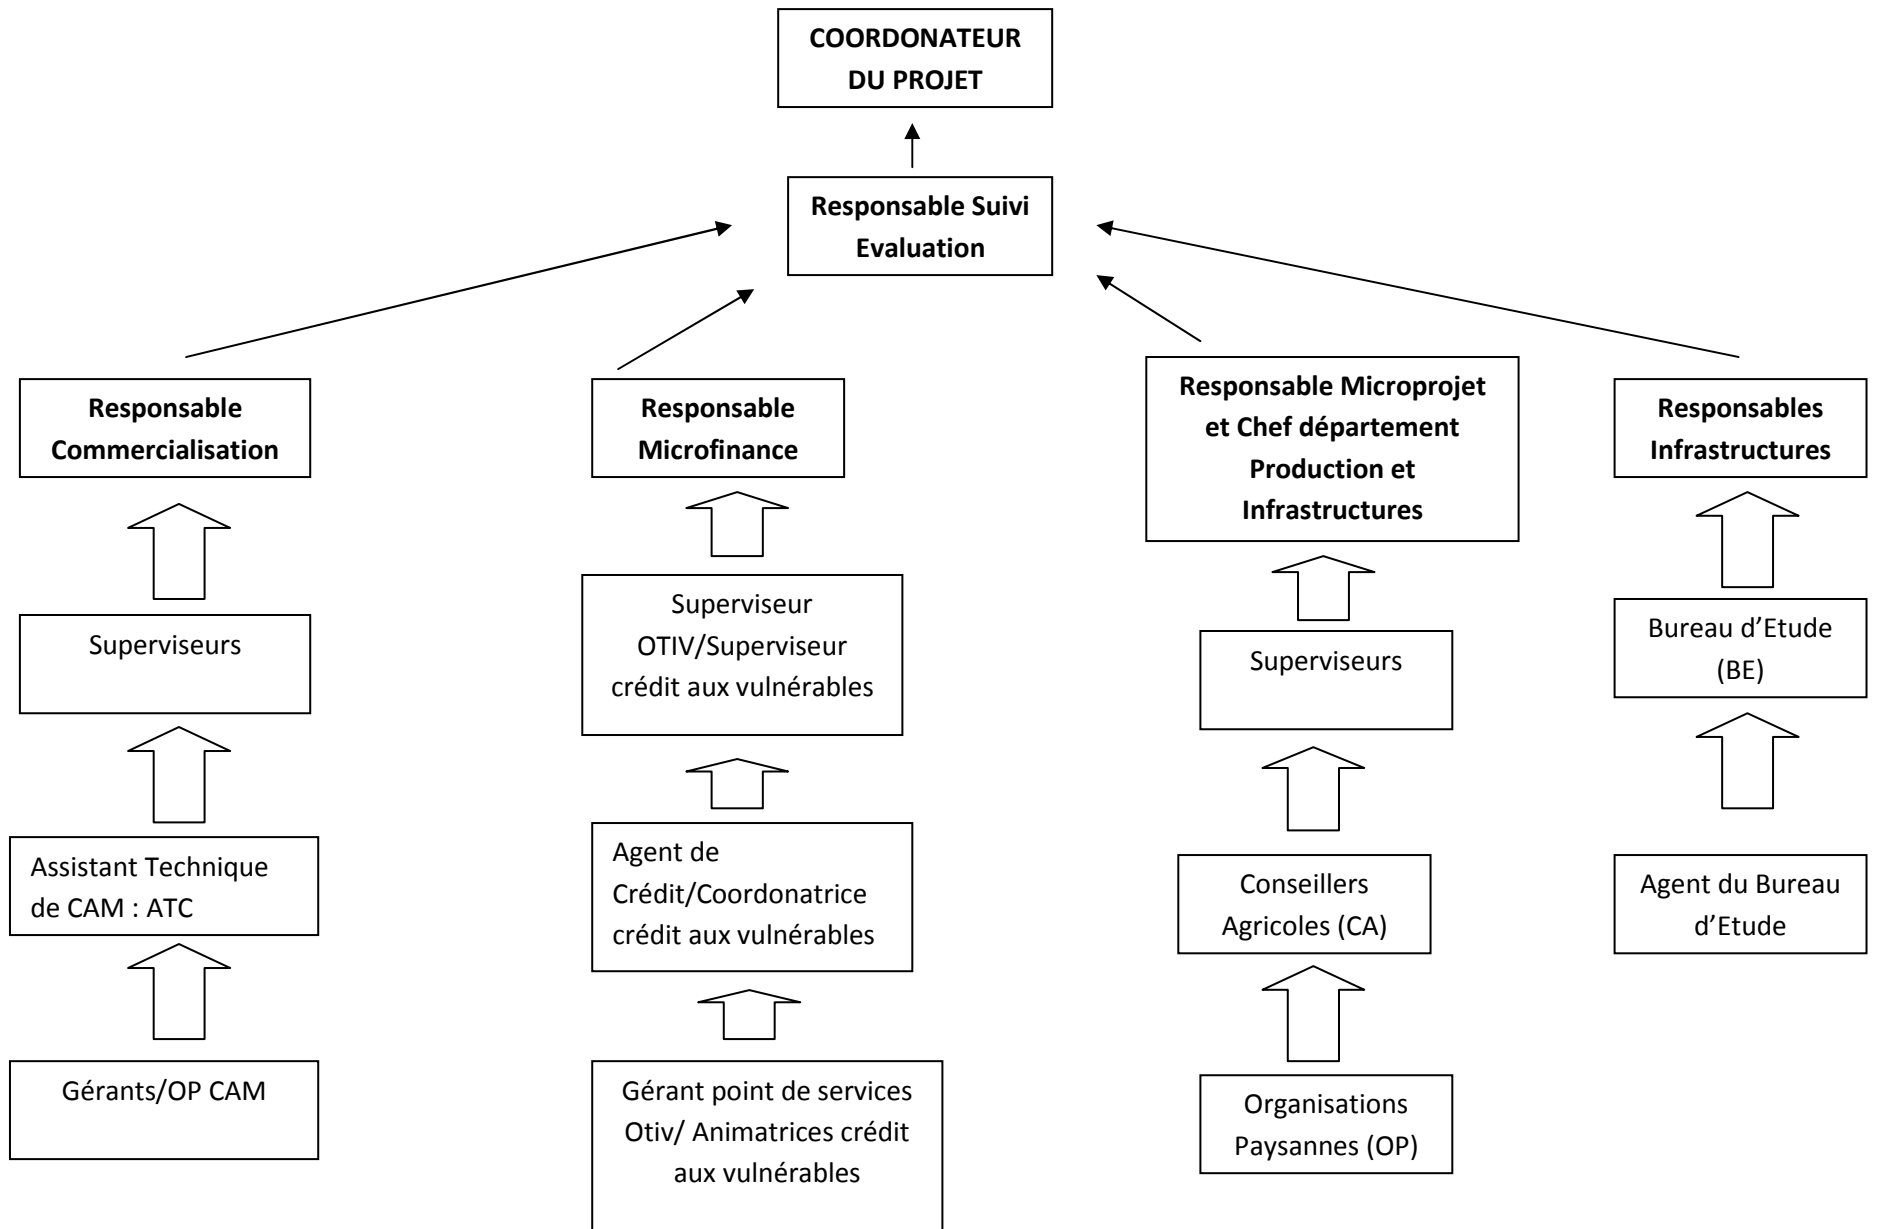 COORDONATEUR
DU PROJET
Responsable Suivi
Evaluation
Responsable
Commercialisation
Responsable
Microfinance
Responsable Microprojet
et Chef département
Production et
Infrastructures
Responsables
Infrastructures
Superviseurs
Superviseur
OTIV/Superviseur
crédit aux vulnérables
Superviseurs
Bureau d’Etude
(BE)
Assistant Technique
de CAM : ATC
Agent de
Crédit/Coordonatrice
crédit aux vulnérables
Conseillers
Agricoles (CA)
Agent du Bureau
d’Etude
Gérants/OP CAM
Gérant point de services
Otiv/ Animatrices crédit
aux vulnérables
Organisations
Paysannes (OP)